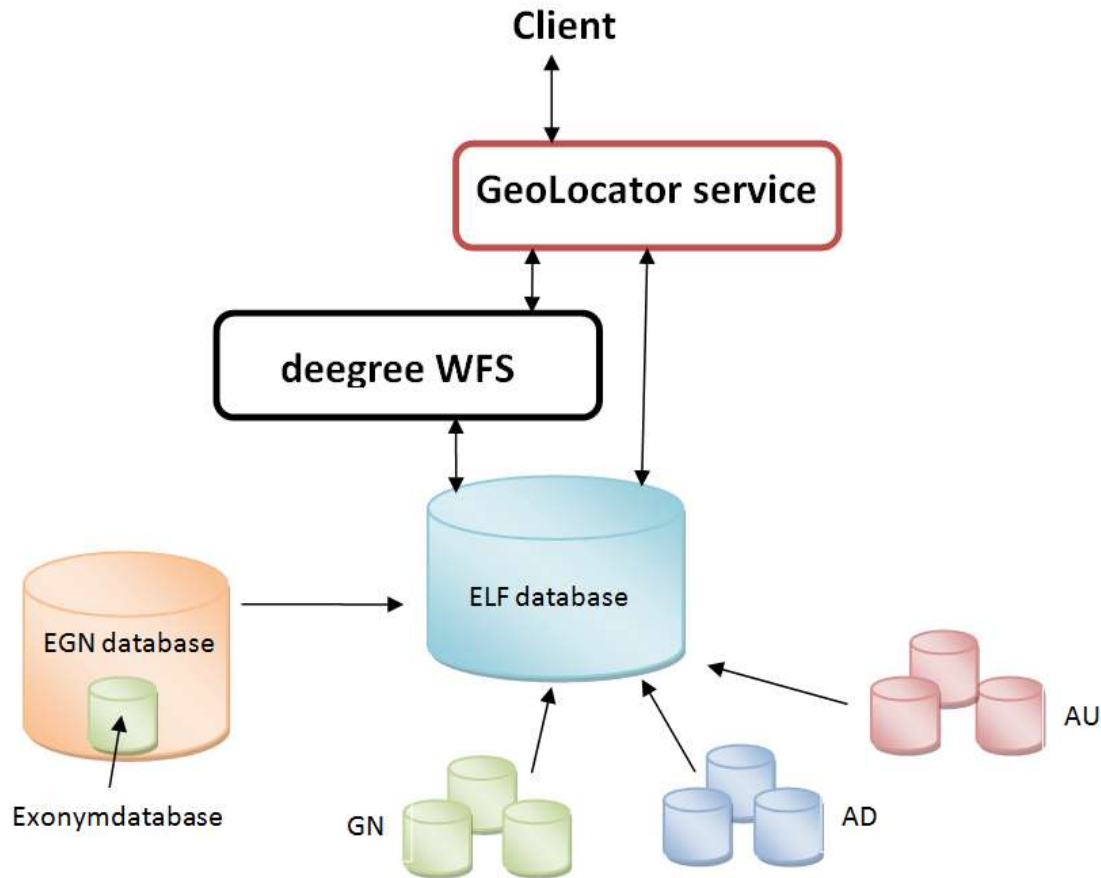 Client
GeoLocator service
deegree WFS
ELF database
EGN database
AU
Exonymdatabase
GN
AD